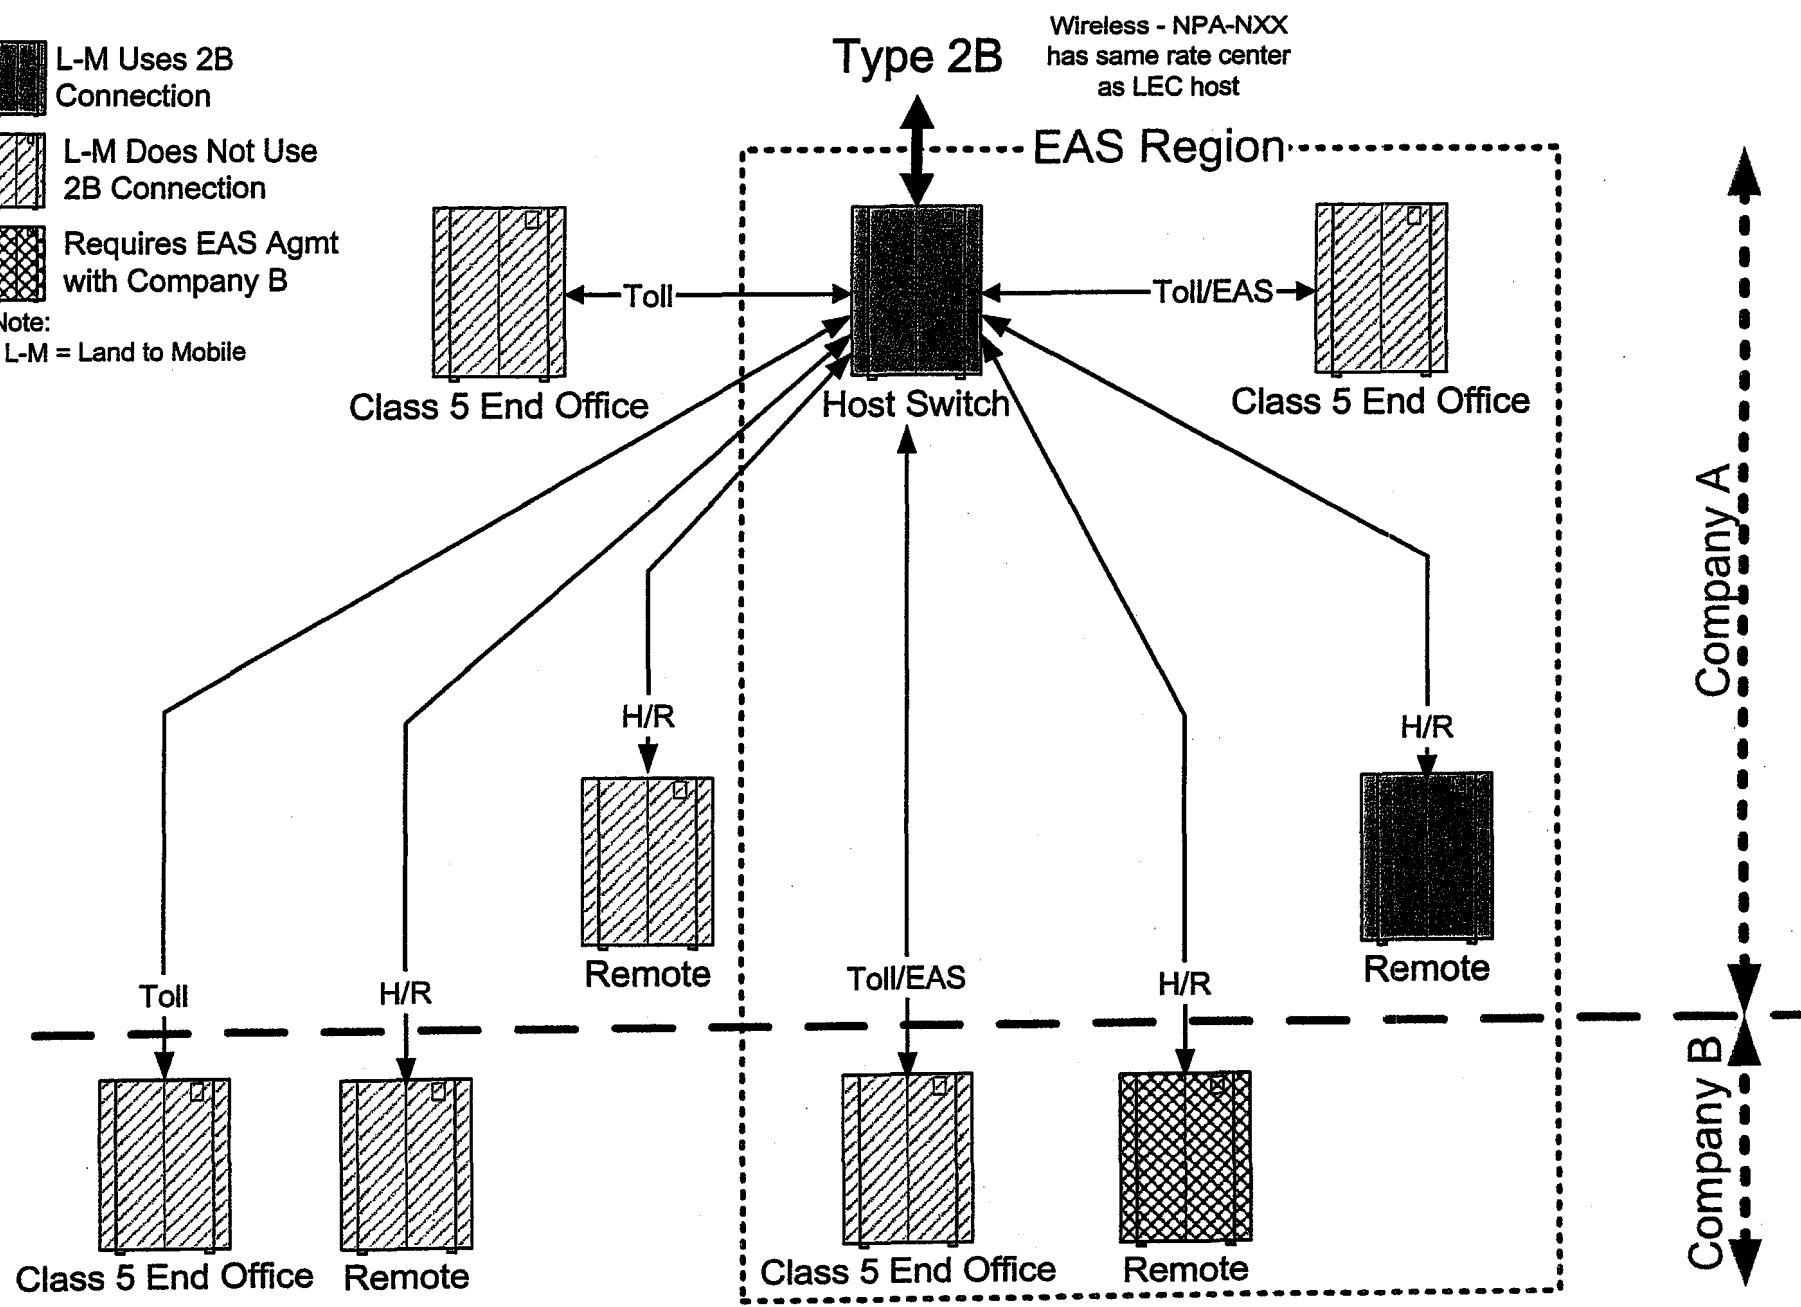 L-M Uses 2B
Connection
L-M Does Not Use
2B Connection
Requires EAS Agmt
with Company B
Note:
L-M = Land to Mobile
Type 2B
Wireless - NPA-NXX
has same rate center
as LEC host
EAS Region
Toll
Toll/EAS
Class 5 End Office
Host Switch
Class 5 End Office
Company A
H/R
H/R
Remote
Remote
Toll
H/R
Toll/EAS
H/R
Company B
Class 5 End Office
Remote
Class 5 End Office
Remote